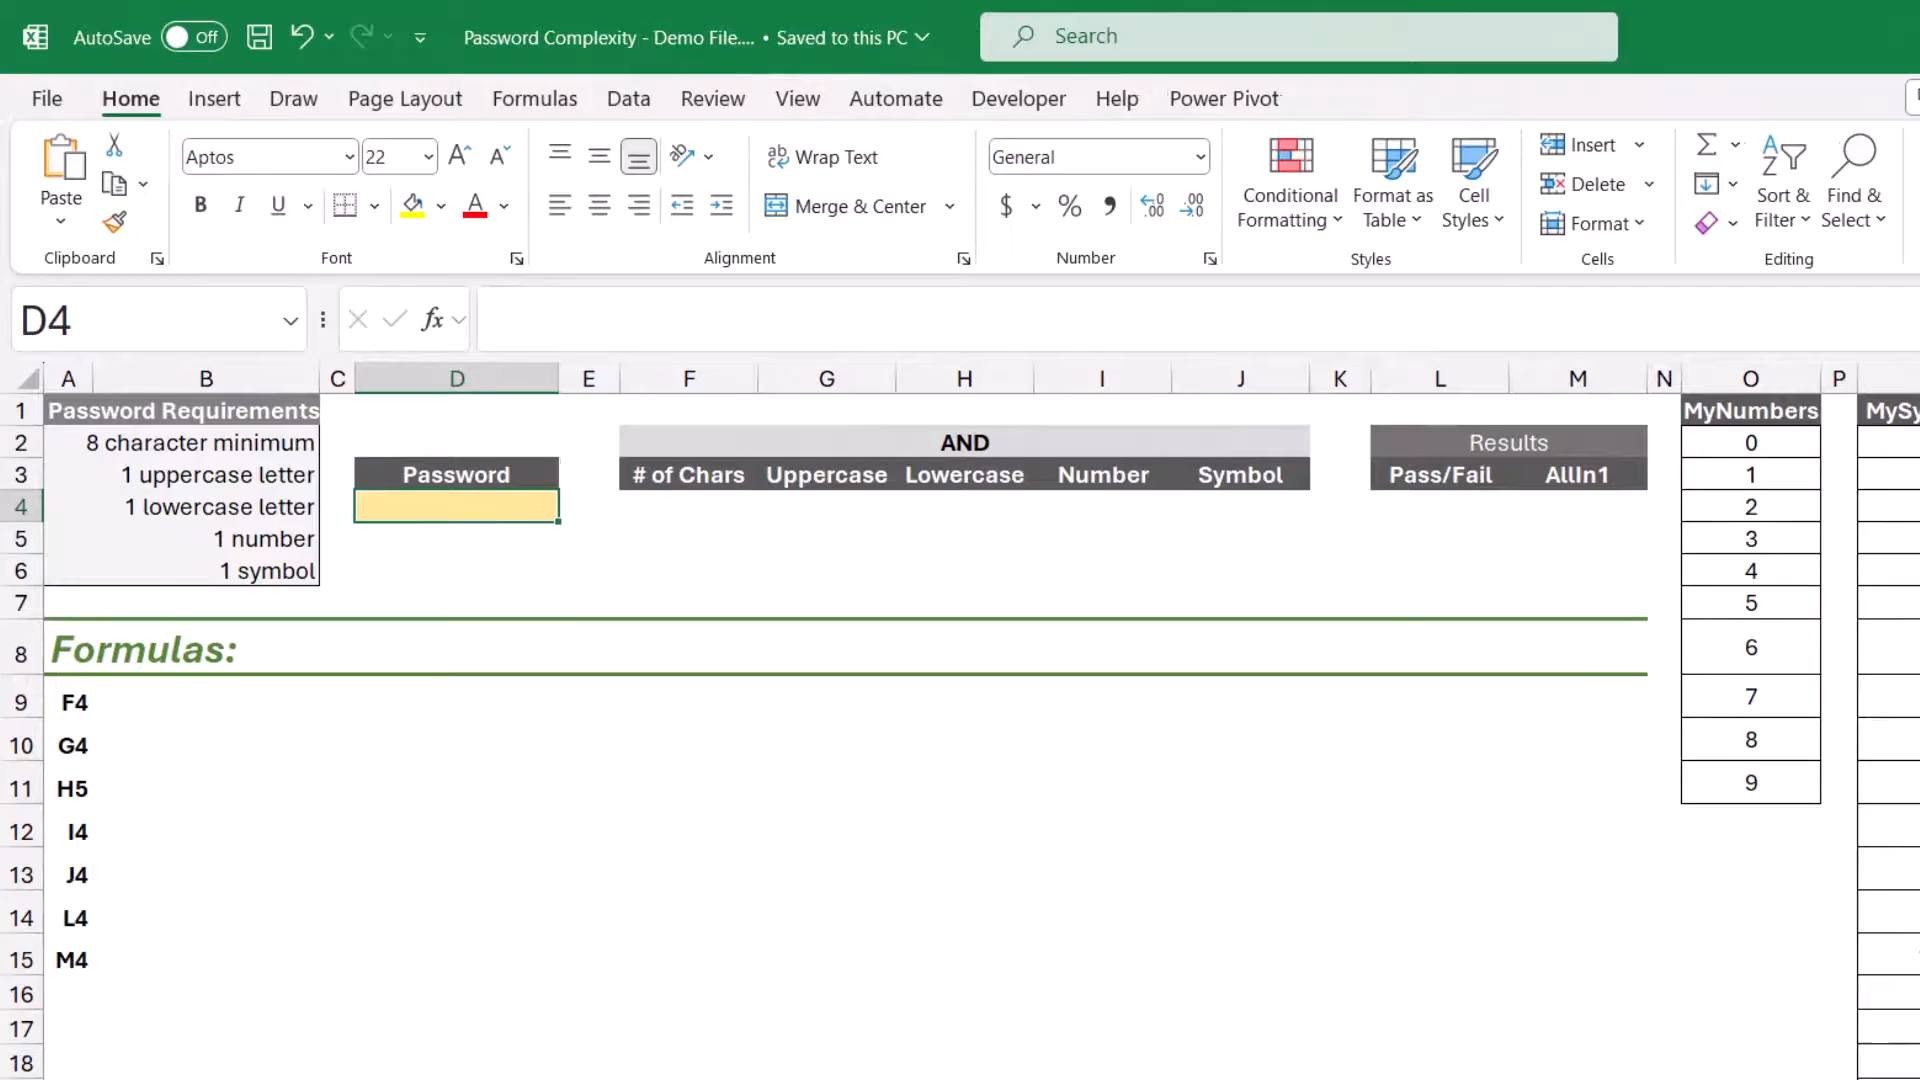 AutoSave Off Password Complexity - Demo File.... • Saved to this PC Search
File Home Insert Draw Page Layout Formulas Data Review View Automate Developer Help Power Pivot
Paste
Clipboard
Aptos 22
B I U A
Font
Wrap Text
Merge & Center
Alignment
General
$ %
Number
Conditional Formatting
Format as Table
Cell Styles
Styles
Insert
Delete
Format
Cells
Sort & Filter
Find & Select
Editing
D4 fx
A B C D E F G H I J K L M N O P
1 Password Requirements MyNumbers MySy
2 8 character minimum AND Results 0
3 1 uppercase letter Password # of Chars Uppercase Lowercase Number Symbol Pass/Fail AllIn1 1
4 1 lowercase letter 2
5 1 number 3
6 1 symbol 4
7 5
8 Formulas: 6
9 F4 7
10 G4 8
11 H5 9
12 I4
13 J4
14 L4
15 M4
16
17
18